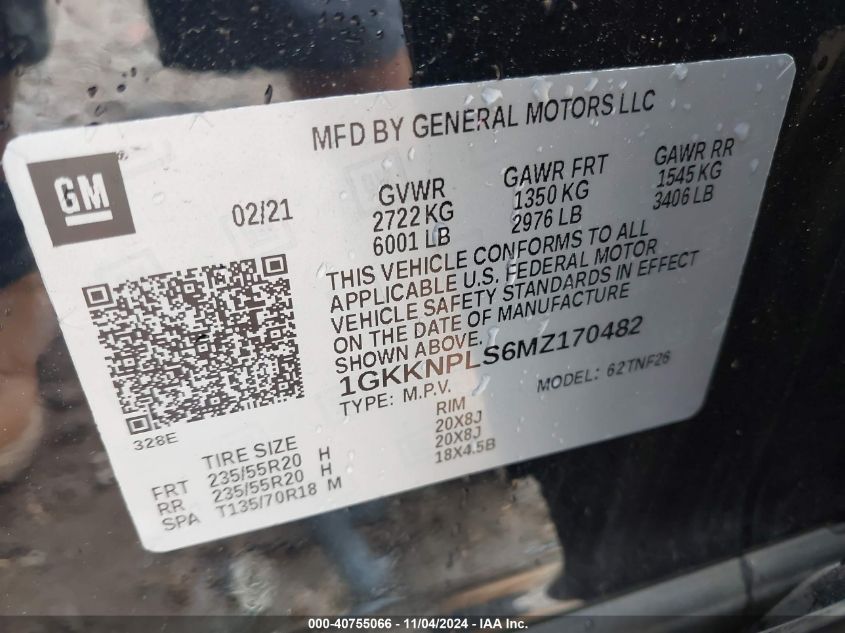 MFD BY GENERAL MOTORS LLC
GM
02/21
GVWR
2722 KG
6001 LB
GAWR FRT
1350 KG
2976 LB
GAWR RR
1545 KG
3406 LB
THIS VEHICLE CONFORMS TO ALL
APPLICABLE U.S. FEDERAL MOTOR
VEHICLE SAFETY STANDARDS IN EFFECT
ON THE DATE OF MANUFACTURE
SHOWN ABOVE.
1GKKNPLS6MZ170482
TYPE: M.P.V. MODEL: 62TNF26
328E
TIRE SIZE RIM
FRT 235/55R20 H 20X8J
RR 235/55R20 H 20X8J
SPA T135/70R18 M 18X4.5B
000-40755066 - 11/04/2024 - IAA Inc.